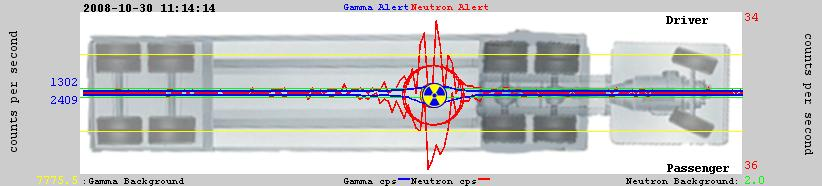 2008-10-30 11:14:14 Gamma Alert Neutron Alert 34
Driver
counts per second
counts per second
1302
2409
Passenger 36
7775.5 :Gamma Background Gamma cps Neutron cps Neutron Background: 2.0